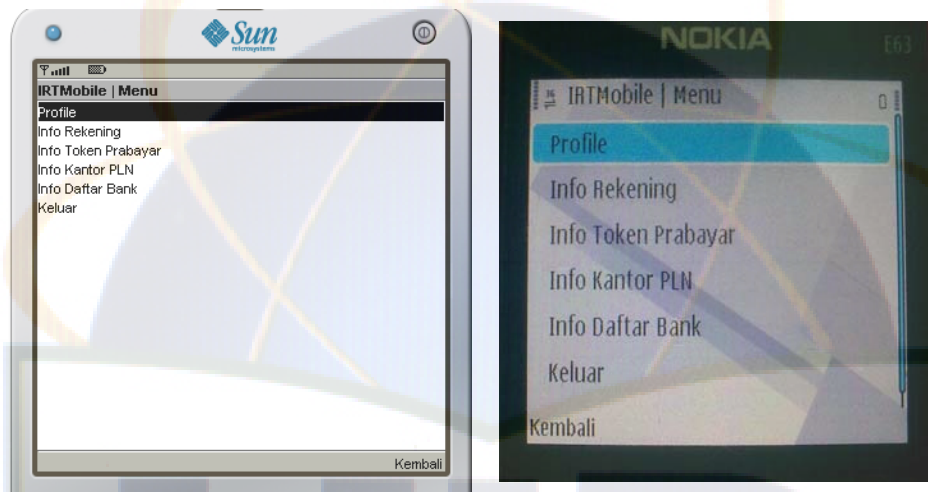 Sun
microsystems
IRTMobile | Menu
Profile
Info Rekening
Info Token Prabayar
Info Kantor PLN
Info Daftar Bank
Keluar
Kembali
NOKIA
E63
IRTMobile | Menu
Profile
Info Rekening
Info Token Prabayar
Info Kantor PLN
Info Daftar Bank
Keluar
Kembali